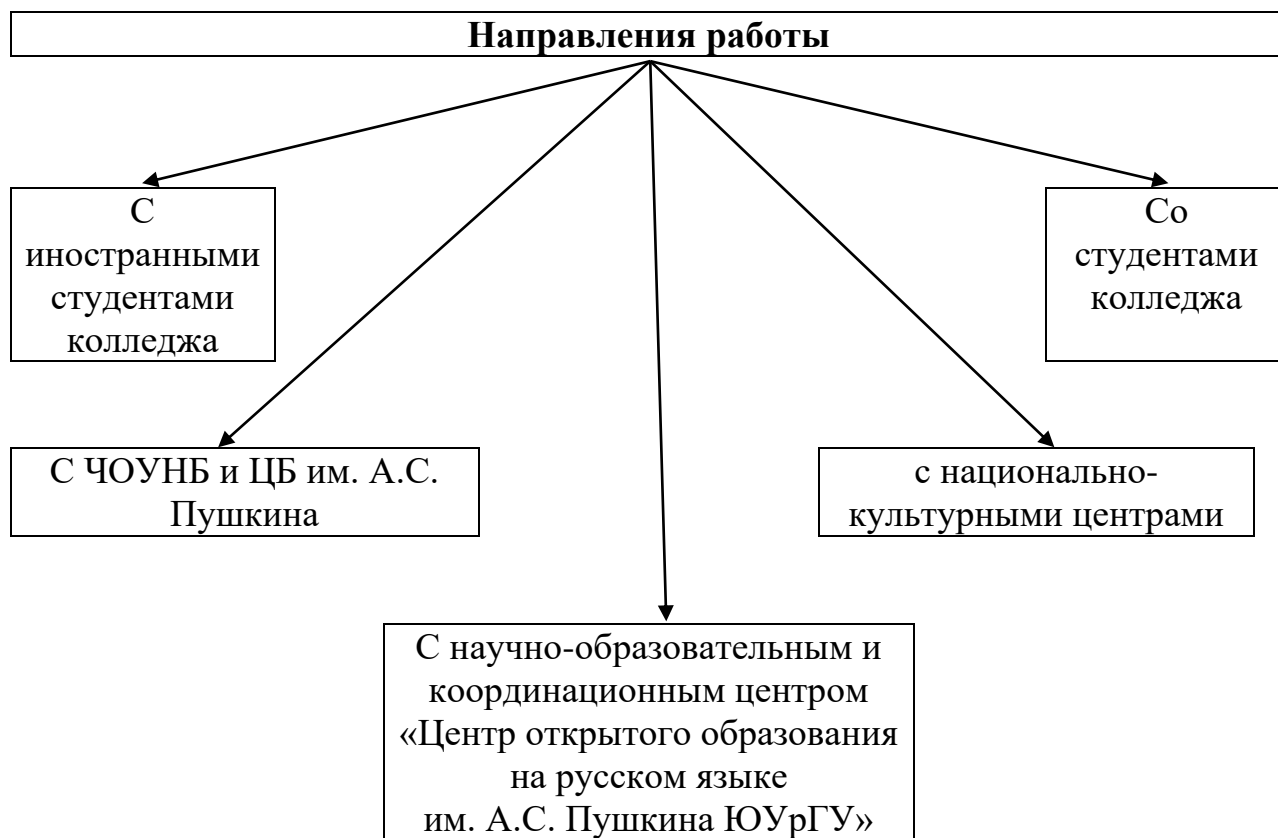 Направления работы
С
иностранными
студентами
колледжа
Со
студентами
колледжа
С ЧОУНБ и ЦБ им. А.С.
Пушкина
с национально-
культурными центрами
С научно-образовательным и
координационным центром
«Центр открытого образования
на русском языке
им. А.С. Пушкина ЮУрГУ»